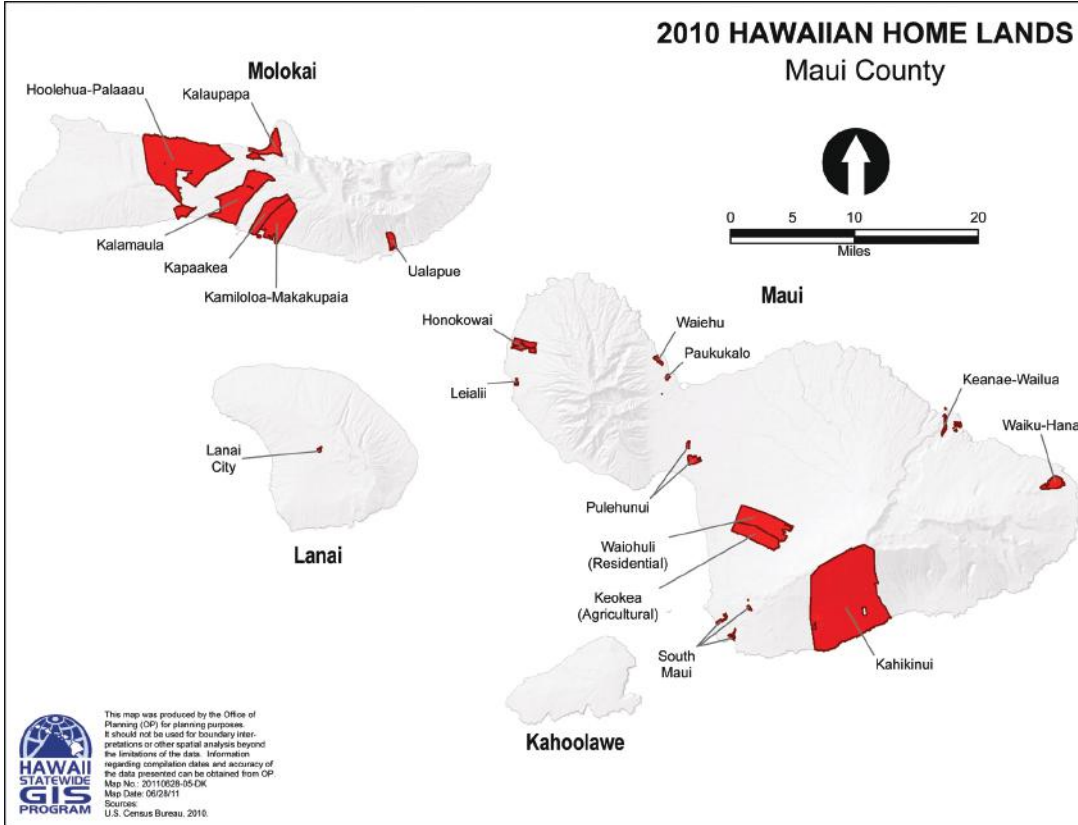 2010 HAWAIIAN HOME LANDS
Maui County
Molokai
Hoolehua-Palaaau
Kalaupapa
Kalamaula
Kapaakea
Kamiloloa-Makakupaia
Ualapue
0 5 10 20
Miles
Maui
Honokowai
Leialii
Waiehu
Paukukalo
Keanae-Wailua
Waiku-Hana
Lanai
City
Lanai
Pulehunui
Waiohuli
(Residential)
Keokea
(Agricultural)
South
Maui
Kahikinui
Kahoolawe
HAWAII
STATEWIDE
GIS
PROGRAM
This map was produced by the Office of
Planning (OP) for planning purposes.
It should not be used for boundary inter-
pretations or other spatial analysis beyond
the limitations of the data. Information
regarding compilation dates and accuracy of
the data presented can be obtained from OP.
Map No.: 20110628-05-DK
Map Date: 06/28/11
Sources:
U.S. Census Bureau, 2010.